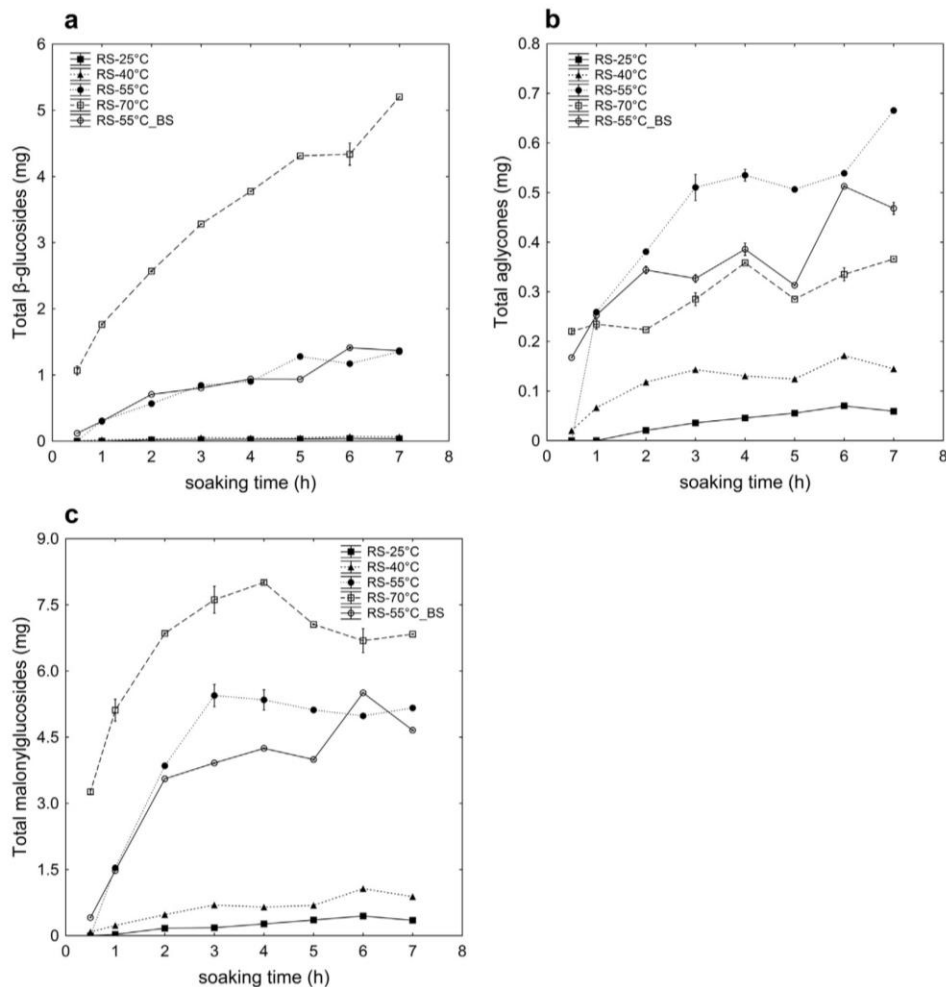 a
6
5
4
3
2
1
0
Total β-glucosides (mg)
RS-25°C
RS-40°C
RS-55°C
RS-70°C
RS-55°C_BS
0 1 2 3 4 5 6 7 8
soaking time (h)
b
0.8
0.7
0.6
0.5
0.4
0.3
0.2
0.1
0
Total aglycones (mg)
RS-25°C
RS-40°C
RS-55°C
RS-70°C
RS-55°C_BS
0 1 2 3 4 5 6 7 8
soaking time (h)
c
9.0
7.5
6.0
4.5
3.0
1.5
0
Total malonylglucosides (mg)
RS-25°C
RS-40°C
RS-55°C
RS-70°C
RS-55°C_BS
0 1 2 3 4 5 6 7 8
soaking time (h)